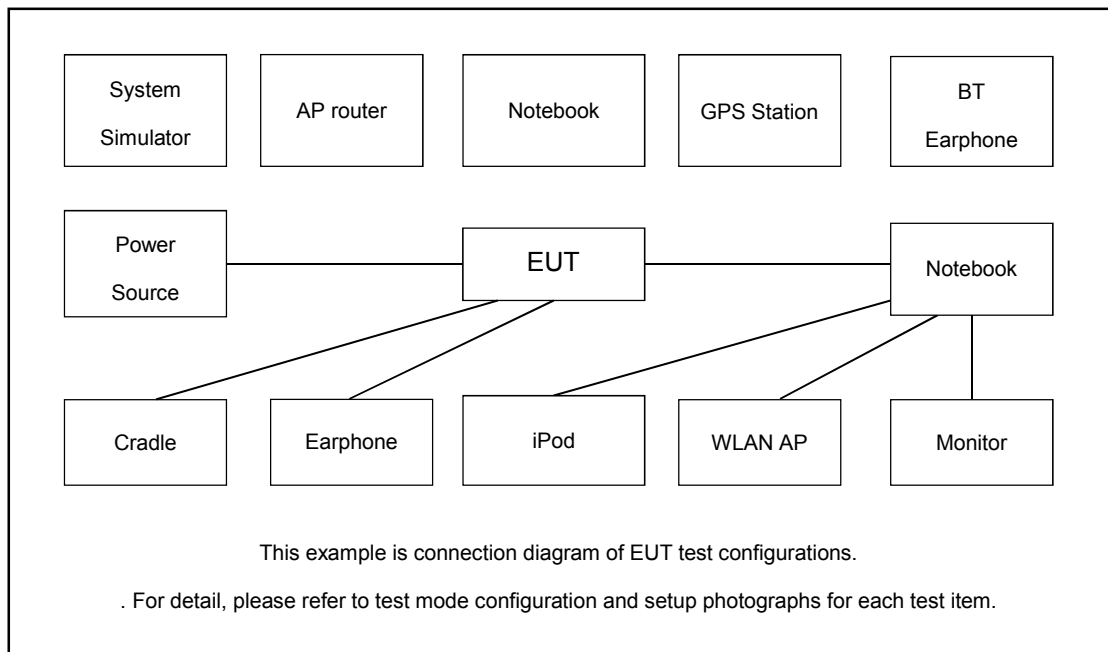 System
Simulator
AP router
Notebook
GPS Station
BT
Earphone
Power
Source
EUT
Notebook
Cradle
Earphone
iPod
WLAN AP
Monitor
This example is connection diagram of EUT test configurations.
. For detail, please refer to test mode configuration and setup photographs for each test item.